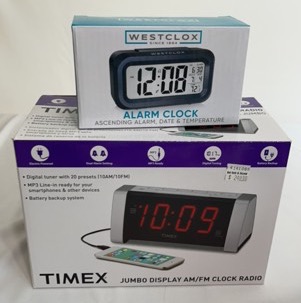 WESTCLOX
SINCE 1885
12:08
ALARM CLOCK
ASCENDING ALARM, DATE & TEMPERATURE
• Digital tuner with 20 presets (10AM/10FM)
• MP3 Line-in ready for your
smartphones & other devices
• Battery backup system
10:09
TIMEX
TIMEX
JUMBO DISPLAY AM/FM CLOCK RADIO